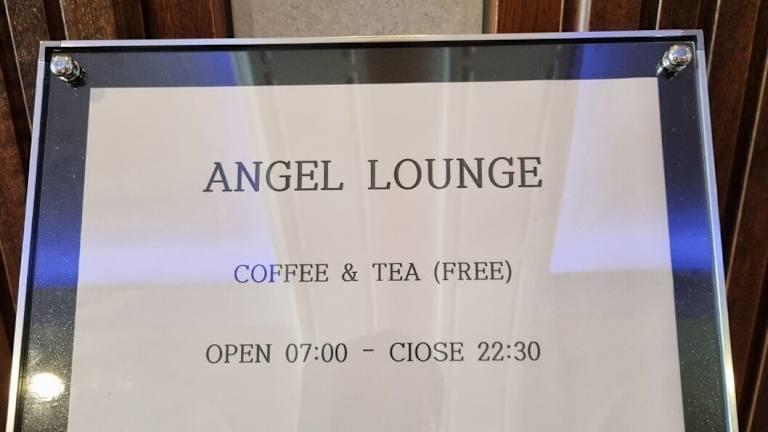 ANGEL LOUNGE
COFFEE & TEA (FREE)
OPEN 07:00 - CIOSE 22:30